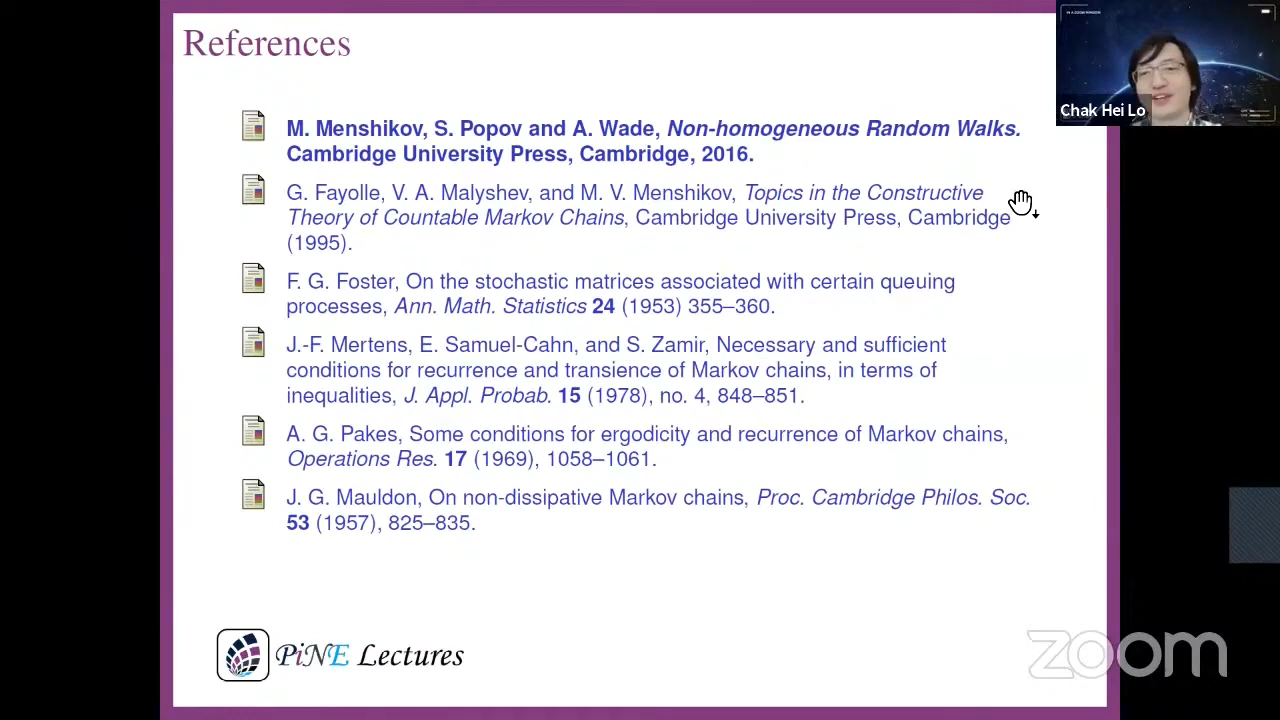 References
M. Menshikov, S. Popov and A. Wade, Non-homogeneous Random Walks.
Cambridge University Press, Cambridge, 2016.
G. Fayolle, V. A. Malyshev, and M. V. Menshikov, Topics in the Constructive
Theory of Countable Markov Chains, Cambridge University Press, Cambridge
(1995).
F. G. Foster, On the stochastic matrices associated with certain queuing
processes, Ann. Math. Statistics 24 (1953) 355–360.
J.-F. Mertens, E. Samuel-Cahn, and S. Zamir, Necessary and sufficient
conditions for recurrence and transience of Markov chains, in terms of
inequalities, J. Appl. Probab. 15 (1978), no. 4, 848–851.
A. G. Pakes, Some conditions for ergodicity and recurrence of Markov chains,
Operations Res. 17 (1969), 1058–1061.
J. G. Mauldon, On non-dissipative Markov chains, Proc. Cambridge Philos. Soc.
53 (1957), 825–835.
PiNE Lectures
Chak Hei Lo
zoom